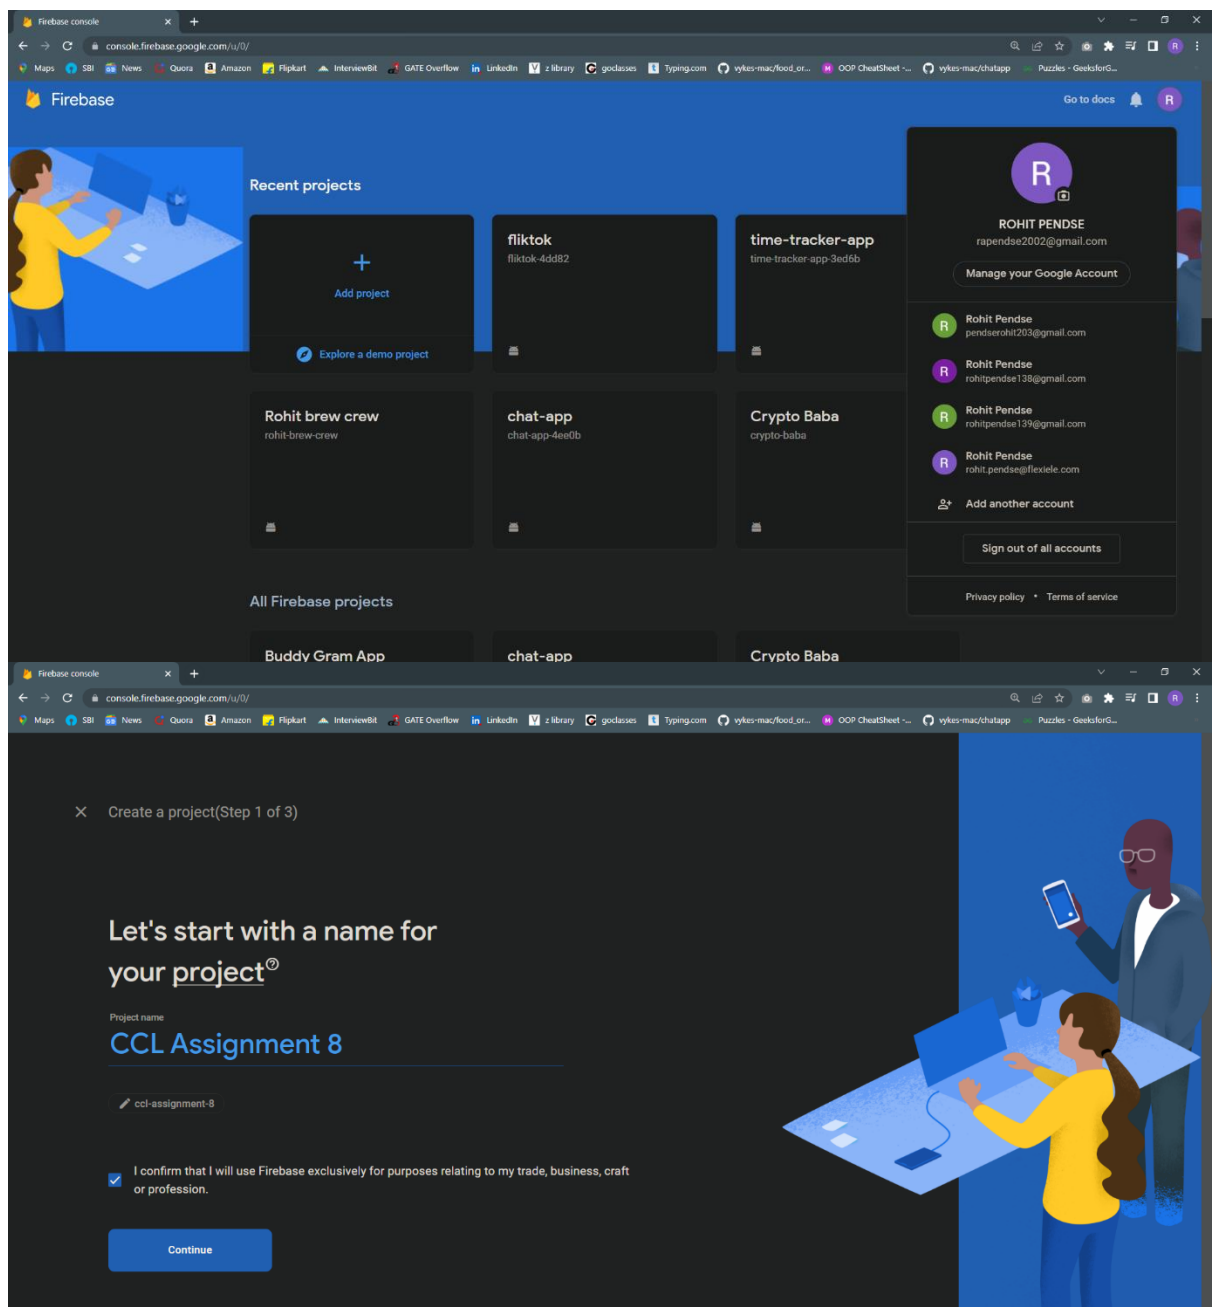 Firebase console
console.firebase.google.com/u/0/
Maps SBI News Quora Amazon Flipkart InterviewBit GATE Overflow LinkedIn z library goclasses Typing.com vykes-mac/food_or... OOP CheatSheet -... vykes-mac/chatapp Puzzles - GeeksforG...
Firebase
Go to docs
R
Recent projects
Add project
Explore a demo project
fliktok
fliktok-4dd82
time-tracker-app
time-tracker-app-3ed6b
Rohit brew crew
rohit-brew-crew
chat-app
chat-app-4ee0b
Crypto Baba
crypto-baba
All Firebase projects
Buddy Gram App
chat-app
Crypto Baba
R
ROHIT PENDSE
rapendse2002@gmail.com
Manage your Google Account
R
Rohit Pendse
pendserohit203@gmail.com
R
Rohit Pendse
rohitpendse138@gmail.com
R
Rohit Pendse
rohitpendse139@gmail.com
R
Rohit Pendse
rohit.pendse@flexiele.com
Add another account
Sign out of all accounts
Privacy policy • Terms of service
Firebase console
console.firebase.google.com/u/0/
Maps SBI News Quora Amazon Flipkart InterviewBit GATE Overflow LinkedIn z library goclasses Typing.com vykes-mac/food_or... OOP CheatSheet -... vykes-mac/chatapp Puzzles - GeeksforG...
Create a project(Step 1 of 3)
Let's start with a name for
your project
Project name
CCL Assignment 8
ccl-assignment-8
I confirm that I will use Firebase exclusively for purposes relating to my trade, business, craft
or profession.
Continue